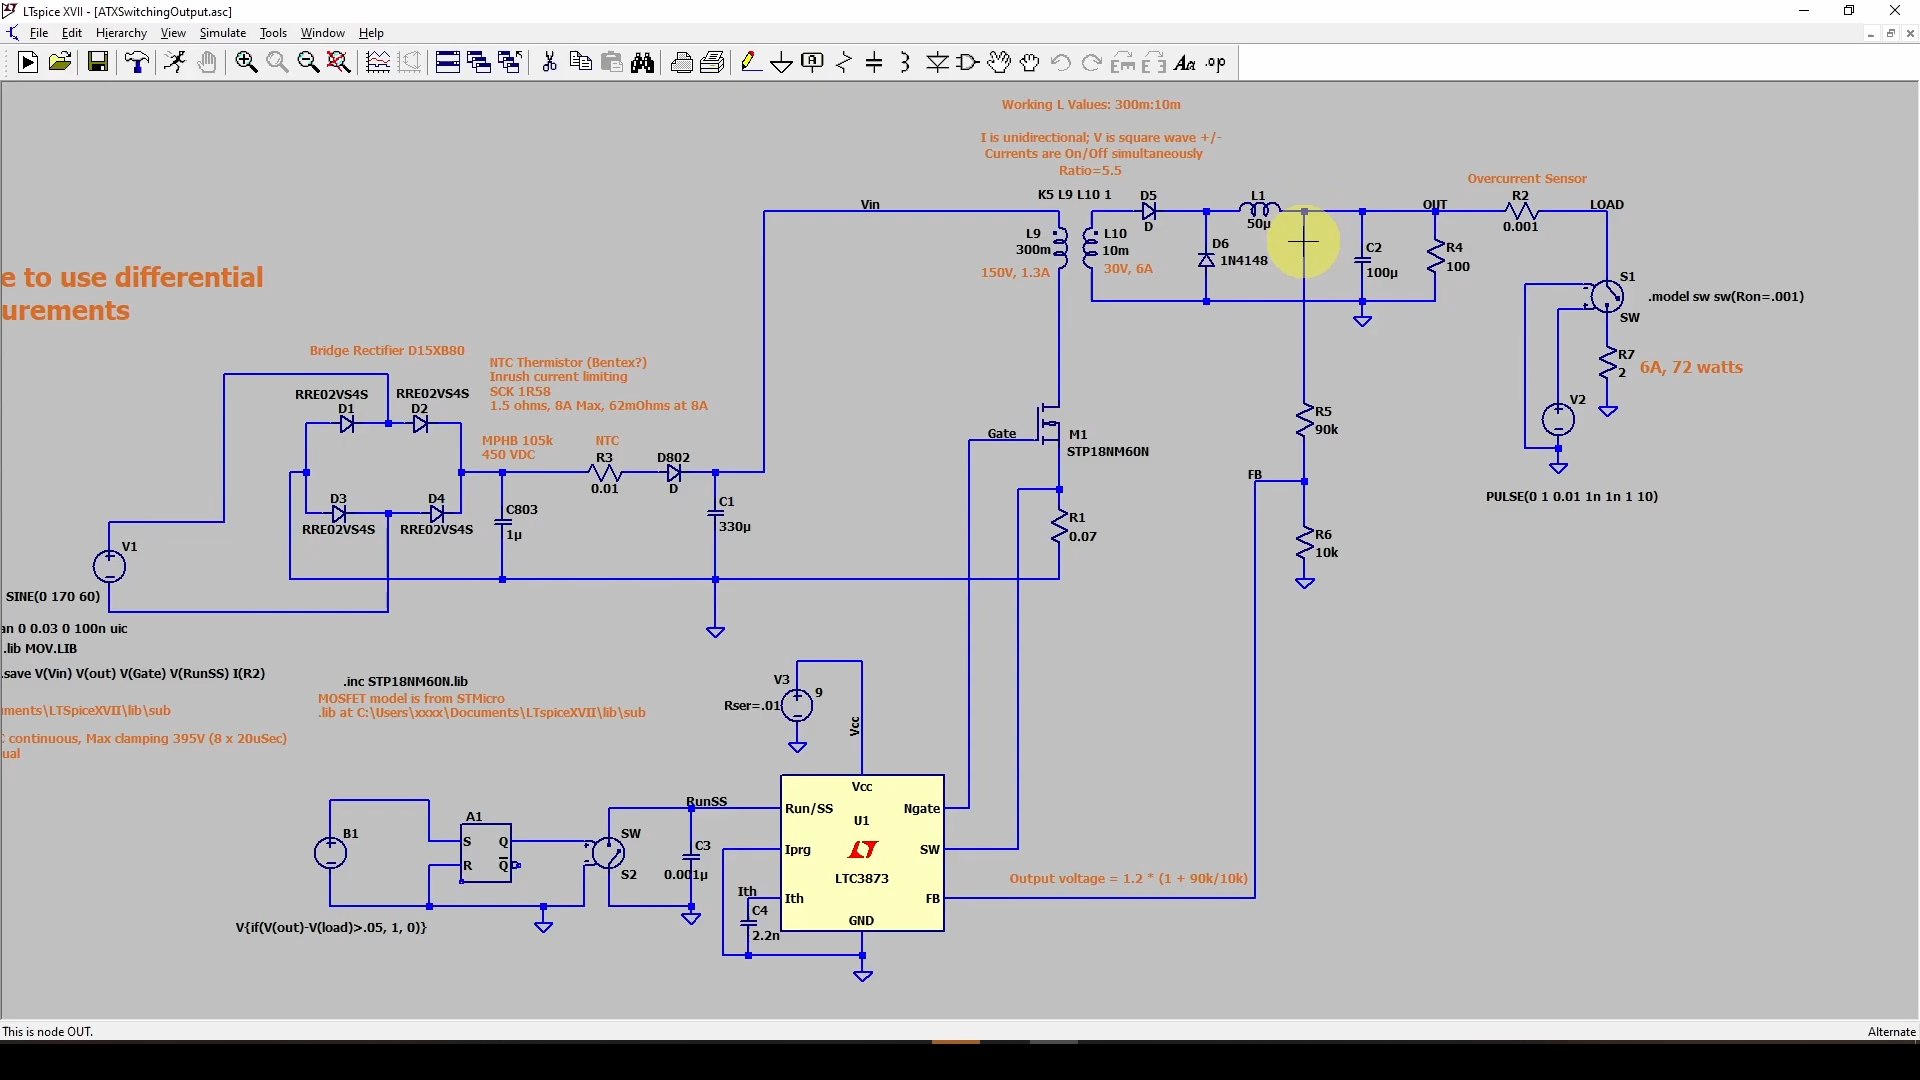 LTspice XVII - [ATXSwitchingOutput.asc]
File Edit Hierarchy View Simulate Tools Window Help
Working L Values: 300m:10m
I is unidirectional; V is square wave +/-
Currents are On/Off simultaneously
Ratio=5.5
K5 L9 L10 1
Vin
L9
300m
150V, 1.3A
L10
10m
30V, 6A
D5
D
D6
1N4148
L1
50µ
C2
100µ
OUT
R4
100
Overcurrent Sensor
R2
0.001
LOAD
S1
SW
.model sw sw(Ron=.001)
R7
2
6A, 72 watts
V2
PULSE(0 1 0.01 1n 1n 1 10)
e to use differential
urements
Bridge Rectifier D15XB80
RRE02VS4S
D1
RRE02VS4S
D2
D3
RRE02VS4S
D4
RRE02VS4S
NTC Thermistor (Bentex?)
Inrush current limiting
SCK 1R58
1.5 ohms, 8A Max, 62mOhms at 8A
MPHB 105k
450 VDC
NTC
R3
0.01
D802
D
C803
1µ
C1
330µ
V1
SINE(0 170 60)
an 0 0.03 0 100n uic
.lib MOV.LIB
.save V(Vin) V(out) V(Gate) V(RunSS) I(R2)
uments\LTSpiceXVII\lib\sub
C continuous, Max clamping 395V (8 x 20uSec)
ual
.inc STP18NM60N.lib
MOSFET model is from STMicro
.lib at C:\Users\xxxx\Documents\LTspiceXVII\lib\sub
Gate
M1
STP18NM60N
R1
0.07
R5
90k
FB
R6
10k
V3
9
Rser=.01
Vcc
Vcc
Run/SS
Ngate
U1
Iprg
SW
LTC3873
Ith
FB
GND
RunSS
Ith
C4
2.2n
C3
0.001µ
SW
S2
A1
S
Q
R
Q
B1
V{if(V(out)-V(load)>.05, 1, 0)}
Output voltage = 1.2 * (1 + 90k/10k)
This is node OUT.
Alternate